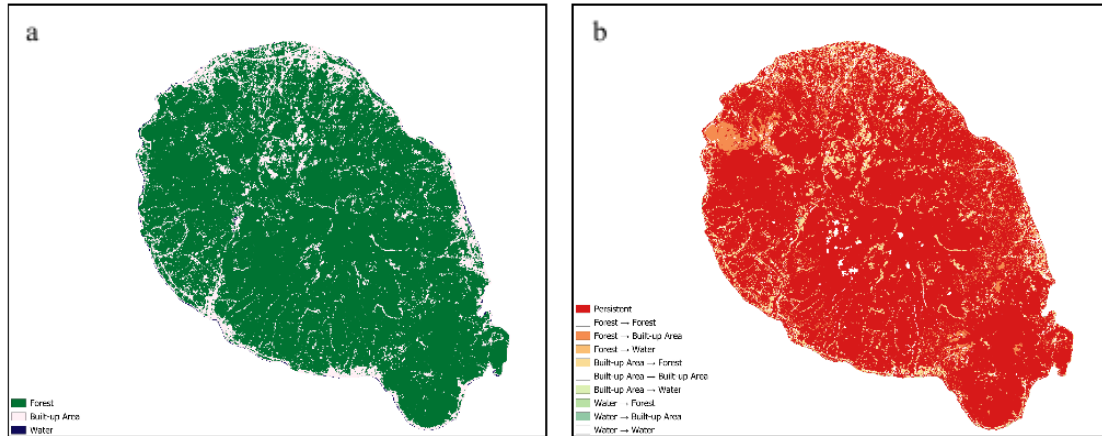 a
Forest
Built-up Area
Water
b
Persistent
Forest → Forest
Forest → Built-up Area
Forest → Water
Built-up Area → Forest
Built-up Area — Built-up Area
Built-up Area → Water
Water → Forest
Water → Built-up Area
Water → Water